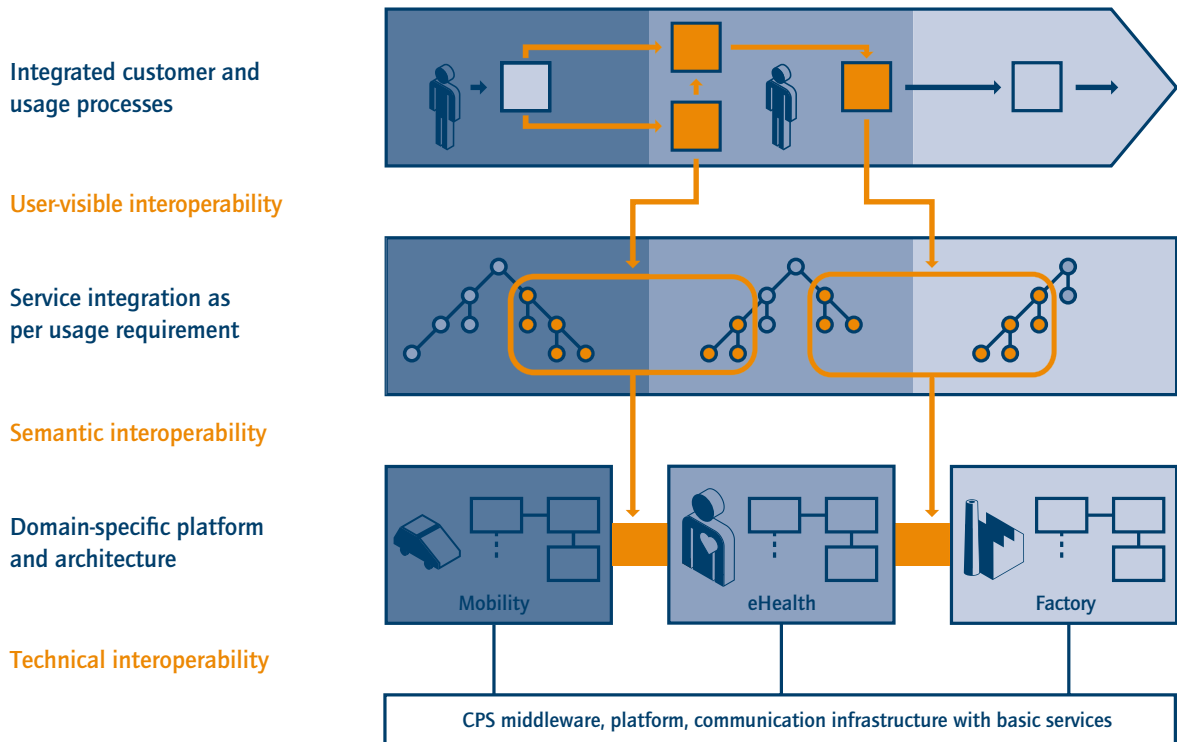 Integrated customer and
usage processes
User-visible interoperability
Service integration as
per usage requirement
Semantic interoperability
Domain-specific platform
and architecture
Mobility
eHealth
Factory
Technical interoperability
CPS middleware, platform, communication infrastructure with basic services